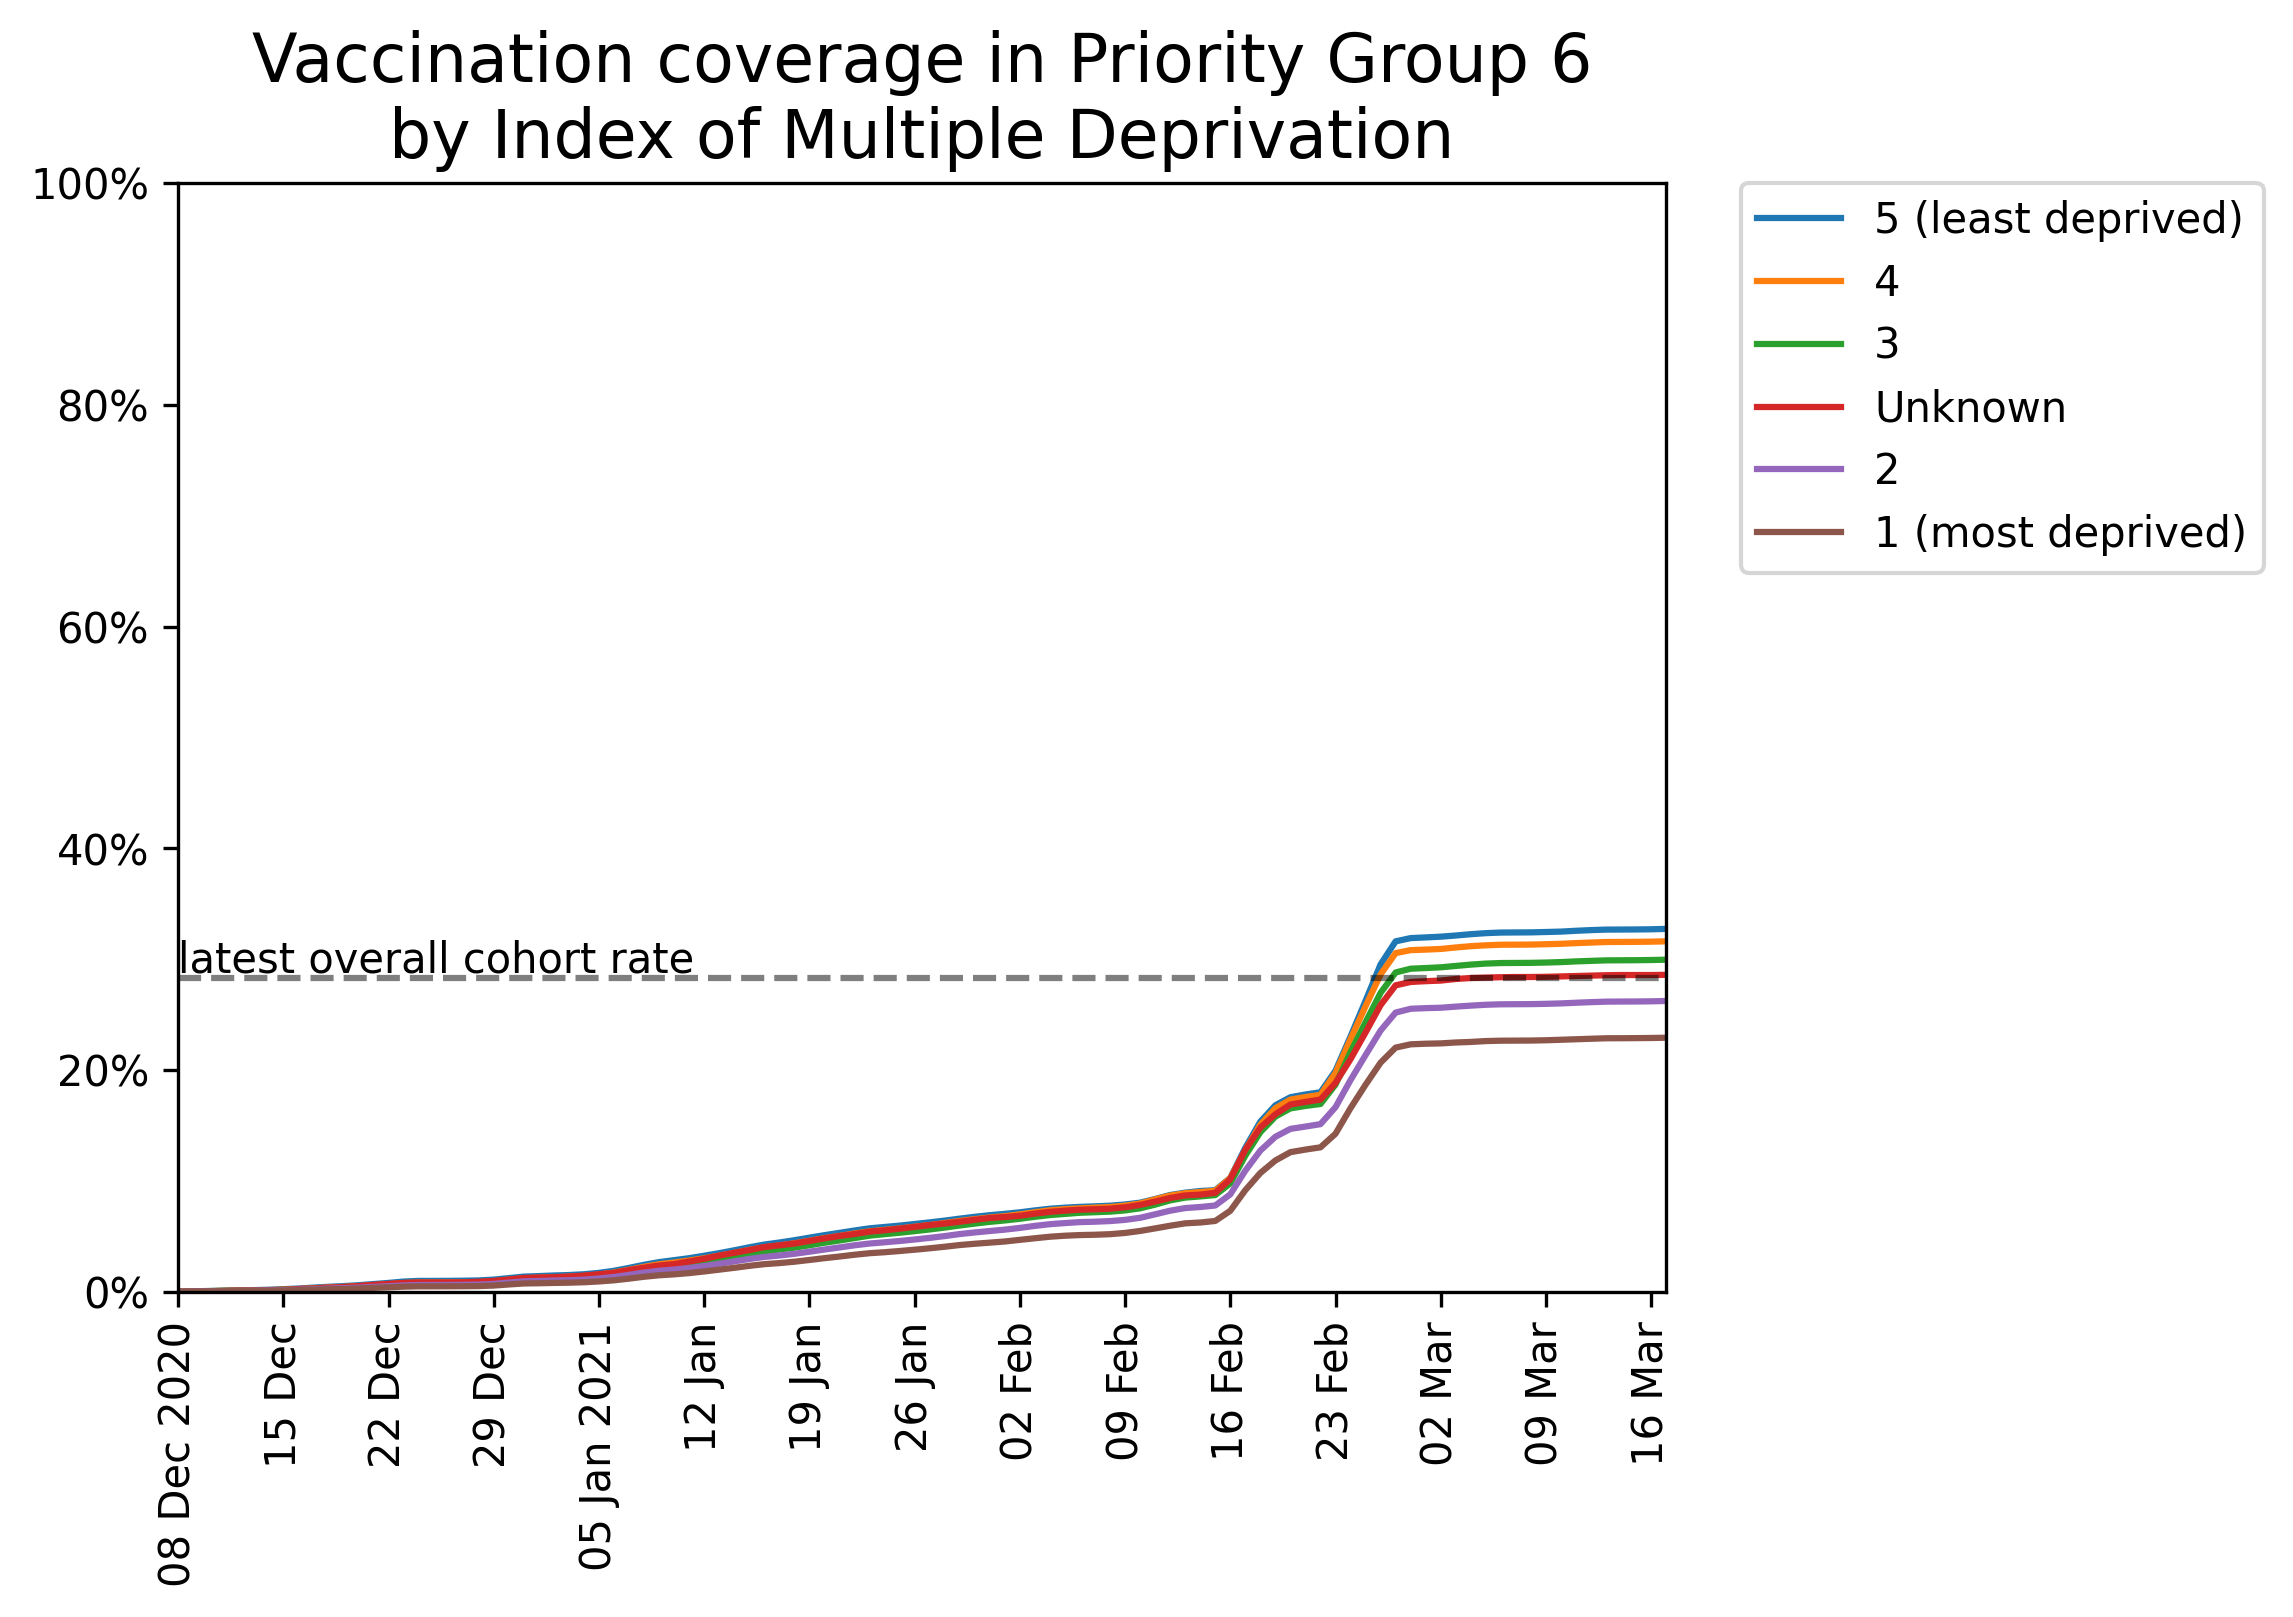 Vaccination coverage in Priority Group 6
by Index of Multiple Deprivation
100%
80%
60%
40%
20%
0%
latest overall cohort rate
08 Dec 2020
15 Dec
22 Dec
29 Dec
05 Jan 2021
12 Jan
19 Jan
26 Jan
02 Feb
09 Feb
16 Feb
23 Feb
02 Mar
09 Mar
16 Mar
5 (least deprived)
4
3
Unknown
2
1 (most deprived)